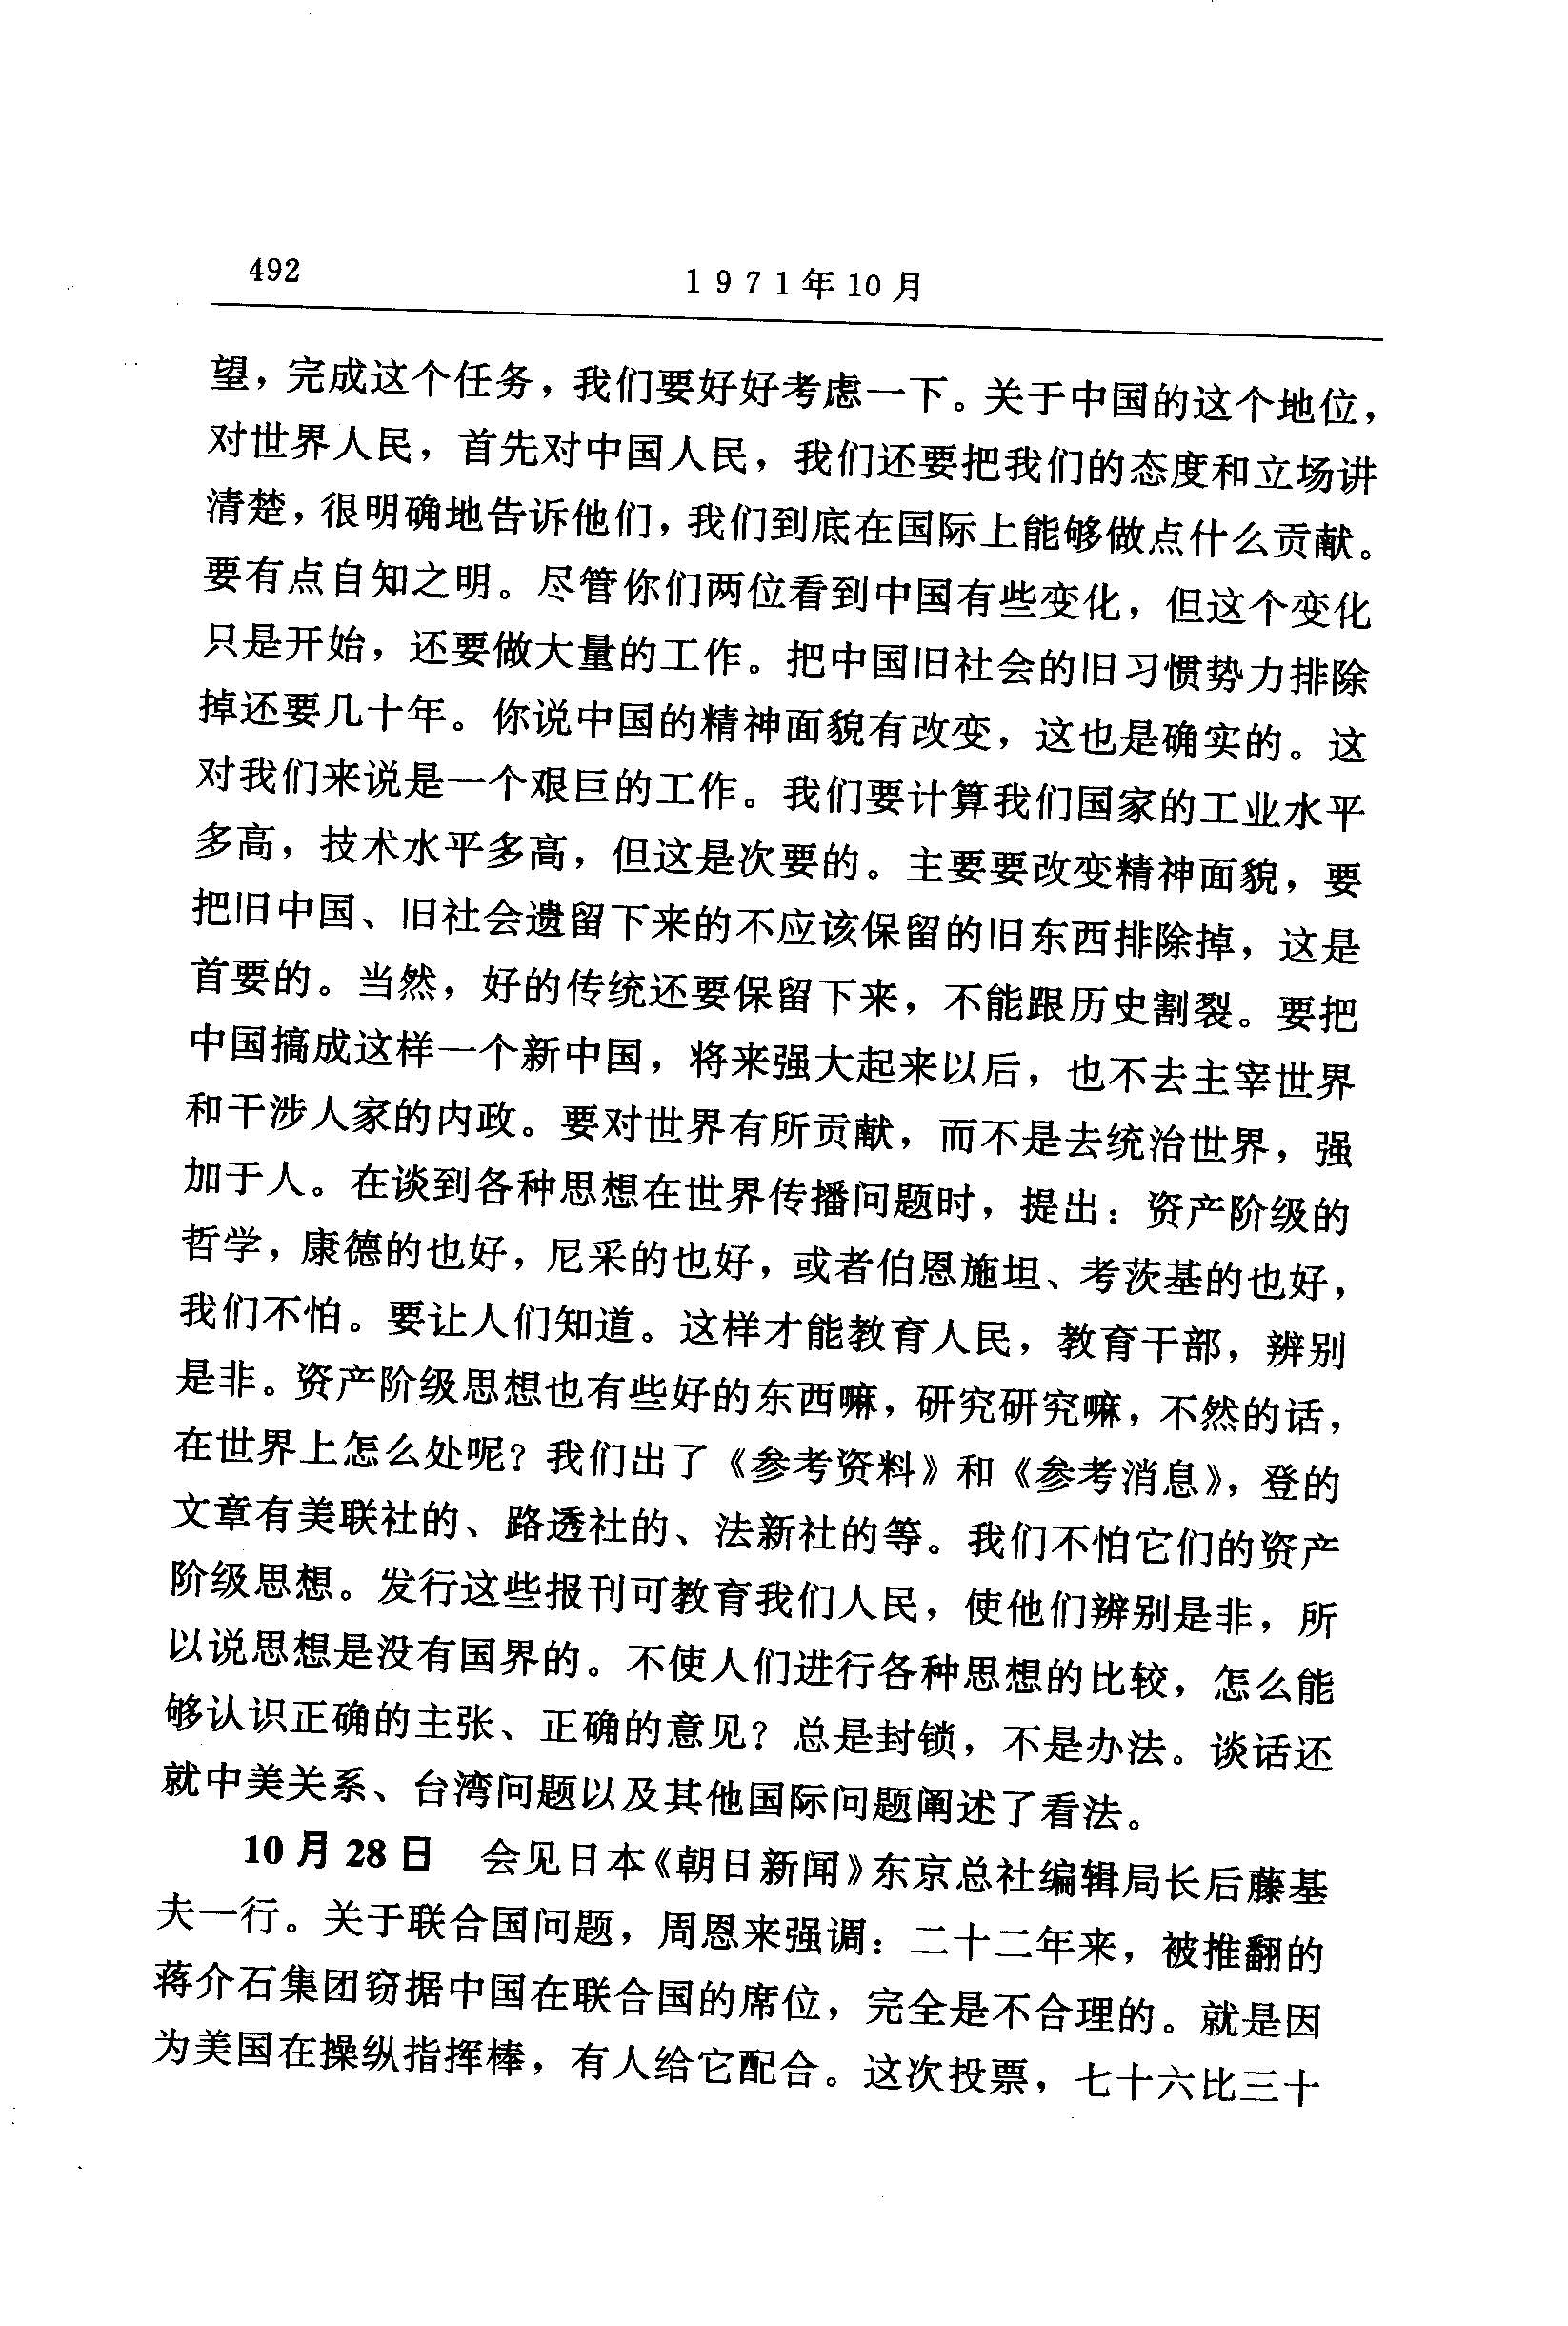 492
1971年10月
望，完成这个任务，我们要好好考虑一下。关于中国的这个地位，
对世界人民，首先对中国人民，我们还要把我们的态度和立场讲
清楚，很明确地告诉他们，我们到底在国际上能够做点什么贡献。
要有点自知之明。尽管你们两位看到中国有些变化，但这个变化
只是开始，还要做大量的工作。把中国旧社会的旧习惯势力排除
掉还要几十年。你说中国的精神面貌有改变，这也是确实的。这
对我们来说是一个艰巨的工作。我们要计算我们国家的工业水平
多高，技术水平多高，但这是次要的。主要要改变精神面貌，要
把旧中国、旧社会遗留下来的不应该保留的旧东西排除掉，这是
首要的。当然，好的传统还要保留下来，不能跟历史割裂。要把
中国搞成这样一个新中国，将来强大起来以后，也不去主宰世界
和干涉人家的内政。要对世界有所贡献，而不是去统治世界，强
加于人。在谈到各种思想在世界传播问题时，提出：资产阶级的
哲学，康德的也好，尼采的也好，或者伯恩施坦、考茨基的也好，
我们不怕。要让人们知道。这样才能教育人民，教育干部，辨别
是非。资产阶级思想也有些好的东西嘛，研究研究嘛，不然的话，
在世界上怎么处呢？我们出了《参考资料》和《参考消息》，登的
文章有美联社的、路透社的、法新社的等。我们不怕它们的资产
阶级思想。发行这些报刊可教育我们人民，使他们辨别是非，所
以说思想是没有国界的。不使人们进行各种思想的比较，怎么能
够认识正确的主张、正确的意见？总是封锁，不是办法。谈话还
就中美关系、台湾问题以及其他国际问题阐述了看法。
10月28日 会见日本《朝日新闻》东京总社编辑局长后藤基
夫一行。关于联合国问题，周恩来强调：二十二年来，被推翻的
蒋介石集团窃据中国在联合国的席位，完全是不合理的。就是因
为美国在操纵指挥棒，有人给它配合。这次投票，七十六比三十